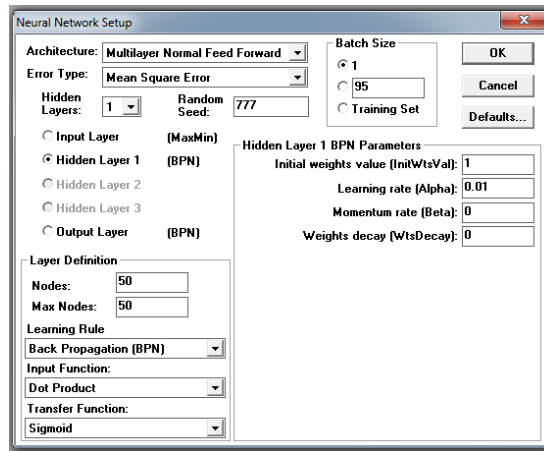 Neural Network Setup
Architecture: Multilayer Normal Feed Forward
Error Type: Mean Square Error
Hidden Layers: 1 Random Seed: 777
Batch Size
1
95
Training Set
OK
Cancel
Defaults...
Input Layer (MaxMin)
Hidden Layer 1 (BPN)
Hidden Layer 2
Hidden Layer 3
Output Layer (BPN)
Hidden Layer 1 BPN Parameters
Initial weights value (InitWtsVal): 1
Learning rate (Alpha): 0.01
Momentum rate (Beta): 0
Weights decay (WtsDecay): 0
Layer Definition
Nodes: 50
Max Nodes: 50
Learning Rule
Back Propagation (BPN)
Input Function:
Dot Product
Transfer Function:
Sigmoid